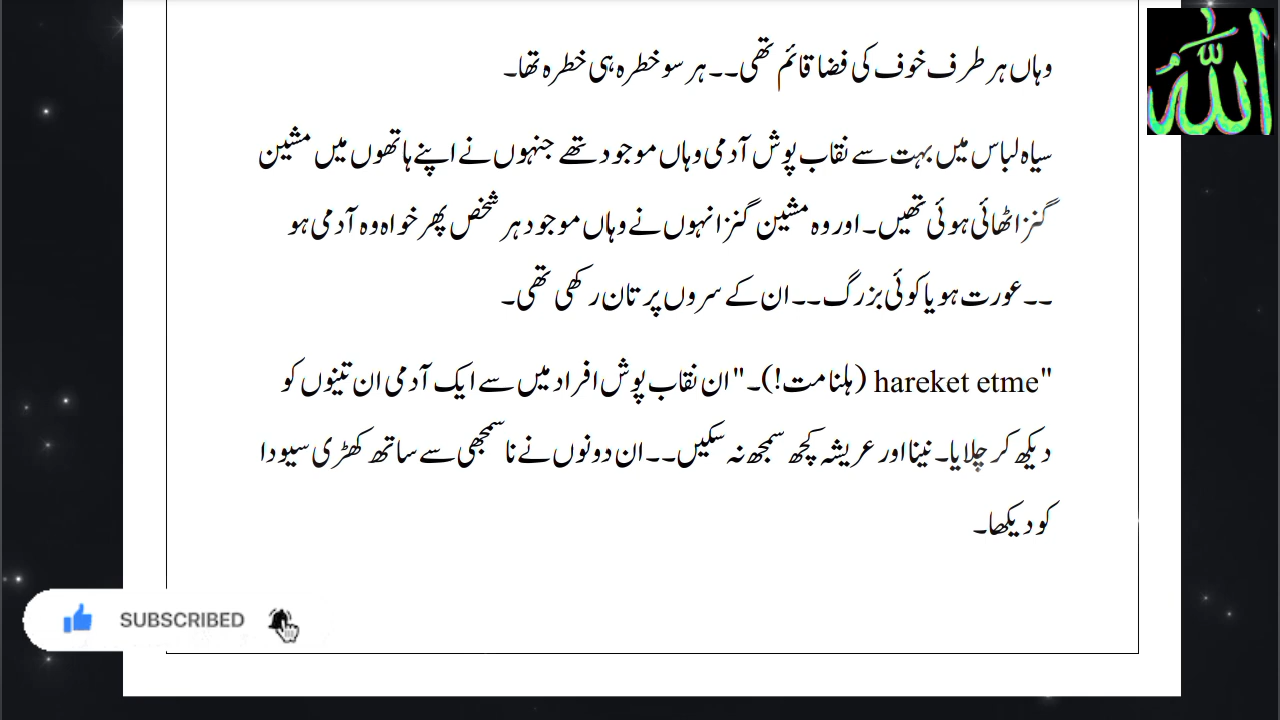 اللہ
وہاں ہر طرف خوف کی فضا قائم تھی۔۔ ہر سو خطرہ ہی خطرہ تھا۔
سیاہ لباس میں بہت سے نقاب پوش آدمی وہاں موجود تھے جنہوں نے اپنے ہاتھوں میں مشین
گنز اٹھائی ہوئی تھیں۔ اور وہ مشین گنز انہوں نے وہاں موجود ہر شخص پھر خواہ وہ آدمی ہو
۔۔ عورت ہو یا کوئی بزرگ۔۔ ان کے سروں پر تان رکھی تھی۔
"hareket etme (ہلنا مت!)۔" ان نقاب پوش افراد میں سے ایک آدمی ان تینوں کو
دیکھ کر چلایا۔ نینا اور عریشہ کچھ سمجھ نہ سکیں۔۔ ان دونوں نے ناسمجھی سے ساتھ کھڑی سیودا
کو دیکھا۔
SUBSCRIBED